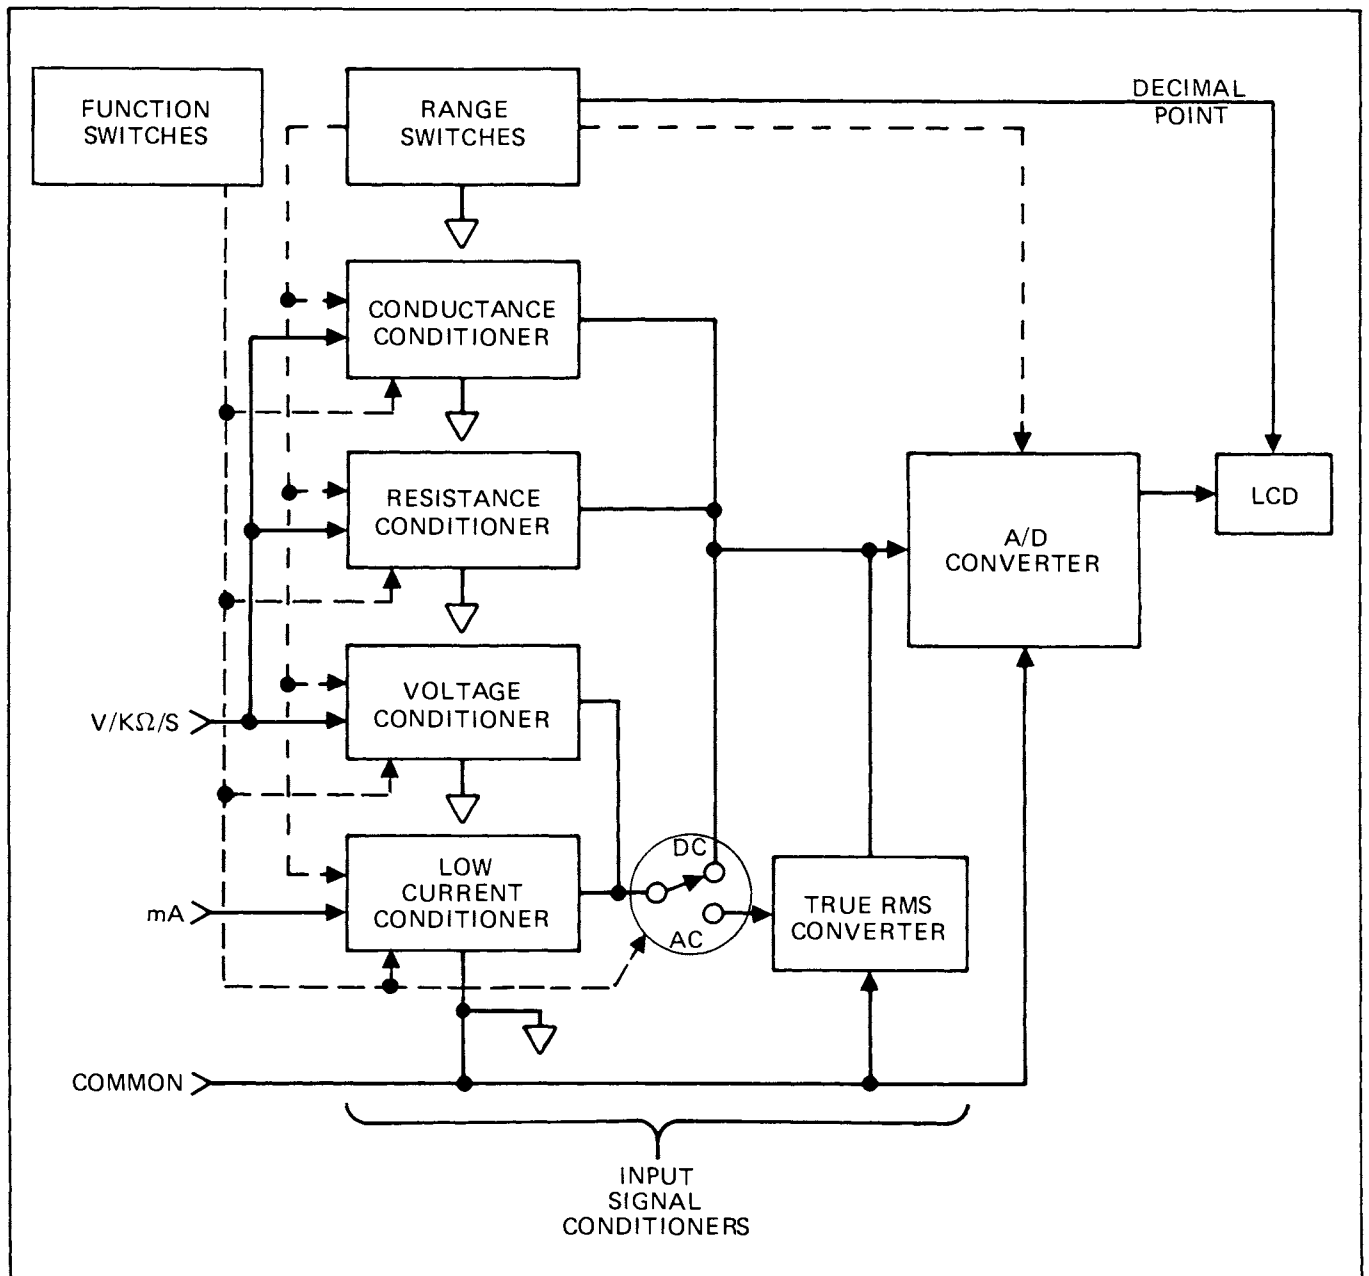 FUNCTION
SWITCHES
RANGE
SWITCHES
DECIMAL
POINT
CONDUCTANCE
CONDITIONER
RESISTANCE
CONDITIONER
A/D
CONVERTER
LCD
VOLTAGE
CONDITIONER
V/KΩ/S
LOW
CURRENT
CONDITIONER
mA
DC
AC
TRUE RMS
CONVERTER
COMMON
INPUT
SIGNAL
CONDITIONERS